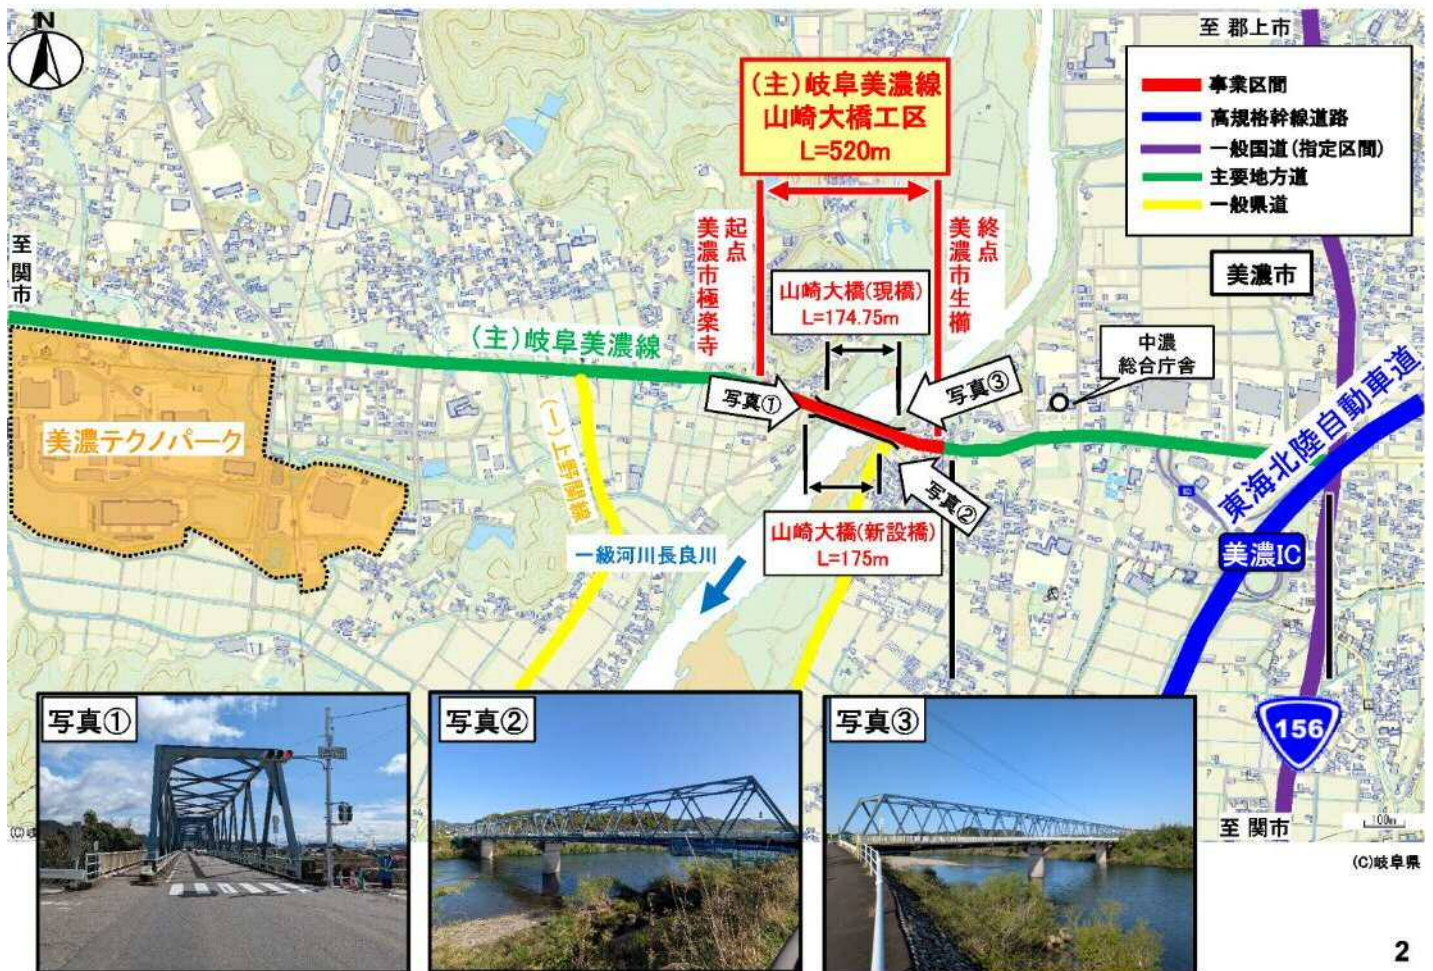 N
至 郡上市
事業区間
高規格幹線道路
一般国道(指定区間)
主要地方道
一般県道
(主)岐阜美濃線
山崎大橋工区
L=520m
起点
美濃市極楽寺
終点
美濃市生櫛
至 関市
山崎大橋(現橋)
L=174.75m
美濃市
中濃
総合庁舎
(主)岐阜美濃線
写真①
写真③
写真②
美濃テクノパーク
(一)上野関線
一級河川長良川
山崎大橋(新設橋)
L=175m
東海北陸自動車道
美濃IC
写真①
写真②
写真③
156
至 関市
100m
(C)岐阜県
2